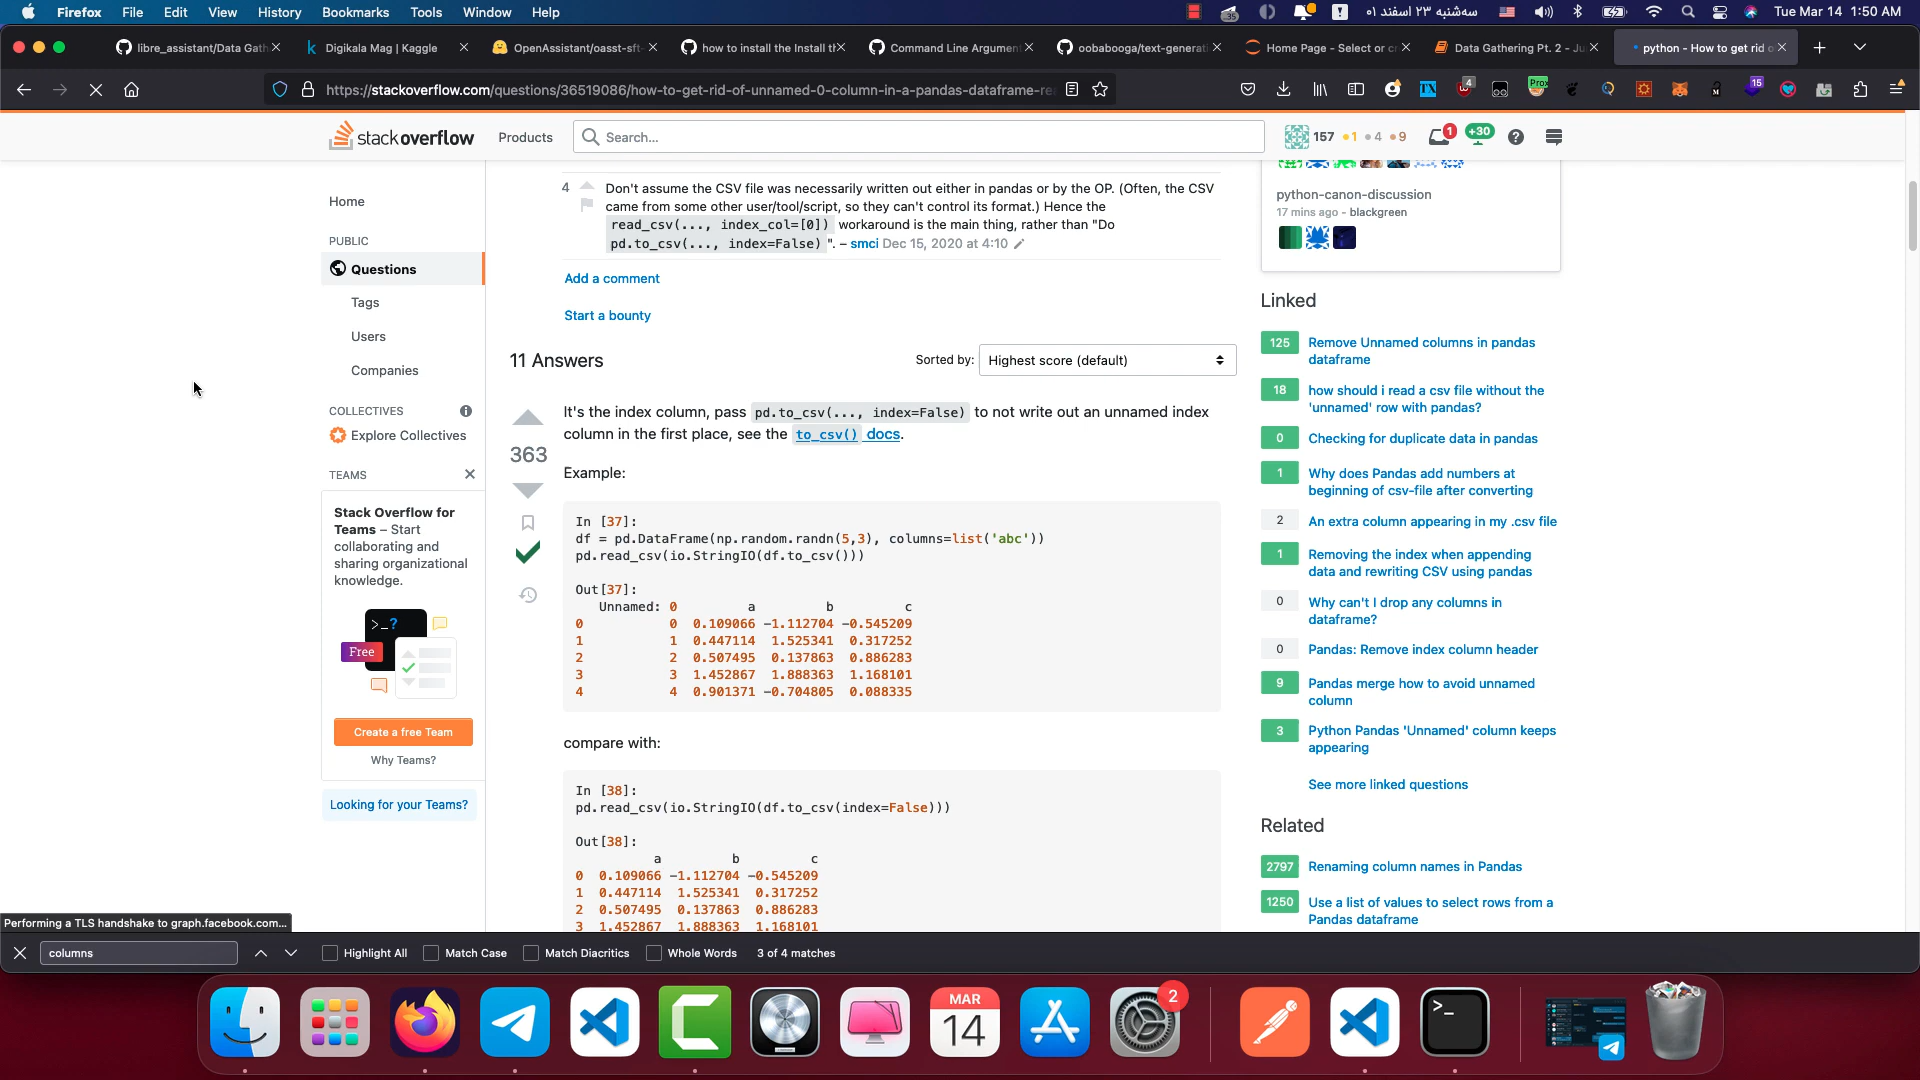 Firefox File Edit View History Bookmarks Tools Window Help
35
سه‌شنبه ۲۳ اسفند ۰۱
Tue Mar 14 1:50 AM
libre_assistant/Data Gath
Digikala Mag | Kaggle
OpenAssistant/oasst-sft-
how to install the Install th
Command Line Argumen
oobabooga/text-generati
Home Page - Select or cr
Data Gathering Pt. 2 - Ju
python - How to get rid o
https://stackoverflow.com/questions/36519086/how-to-get-rid-of-unnamed-0-column-in-a-pandas-dataframe-re
4
Prox
15
stackoverflow
Products
Search...
157 1 4 9
1
+30
Home
PUBLIC
Questions
Tags
Users
Companies
COLLECTIVES
Explore Collectives
TEAMS
Stack Overflow for
Teams – Start
collaborating and
sharing organizational
knowledge.
>_?
Free
Create a free Team
Why Teams?
Looking for your Teams?
4
Don't assume the CSV file was necessarily written out either in pandas or by the OP. (Often, the CSV
came from some other user/tool/script, so they can't control its format.) Hence the
read_csv(..., index_col=[0]) workaround is the main thing, rather than "Do
pd.to_csv(..., index=False) ". – smci Dec 15, 2020 at 4:10
Add a comment
Start a bounty
11 Answers
Sorted by:
Highest score (default)
363
It's the index column, pass pd.to_csv(..., index=False) to not write out an unnamed index
column in the first place, see the to_csv() docs.
Example:
In [37]:
df = pd.DataFrame(np.random.randn(5,3), columns=list('abc'))
pd.read_csv(io.StringIO(df.to_csv()))
Out[37]:
Unnamed: 0 a b c
0 0 0.109066 -1.112704 -0.545209
1 1 0.447114 1.525341 0.317252
2 2 0.507495 0.137863 0.886283
3 3 1.452867 1.888363 1.168101
4 4 0.901371 -0.704805 0.088335
compare with:
In [38]:
pd.read_csv(io.StringIO(df.to_csv(index=False)))
Out[38]:
a b c
0 0.109066 -1.112704 -0.545209
1 0.447114 1.525341 0.317252
2 0.507495 0.137863 0.886283
3 1.452867 1.888363 1.168101
python-canon-discussion
17 mins ago - blackgreen
Linked
125 Remove Unnamed columns in pandas
dataframe
18 how should i read a csv file without the
'unnamed' row with pandas?
0 Checking for duplicate data in pandas
1 Why does Pandas add numbers at
beginning of csv-file after converting
2 An extra column appearing in my .csv file
1 Removing the index when appending
data and rewriting CSV using pandas
0 Why can't I drop any columns in
dataframe?
0 Pandas: Remove index column header
9 Pandas merge how to avoid unnamed
column
3 Python Pandas 'Unnamed' column keeps
appearing
See more linked questions
Related
2797 Renaming column names in Pandas
1250 Use a list of values to select rows from a
Pandas dataframe
Performing a TLS handshake to graph.facebook.com...
columns
Highlight All
Match Case
Match Diacritics
Whole Words
3 of 4 matches
MAR
14
2
>_